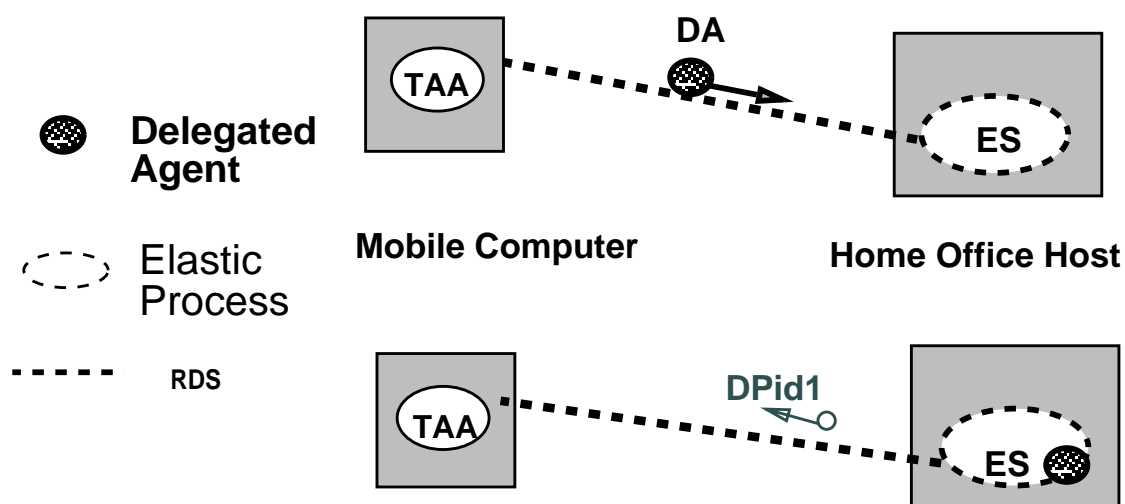 DA
TAA
ES
Delegated
Agent
Mobile Computer
Home Office Host
Elastic
Process
RDS
DPid1
TAA
ES